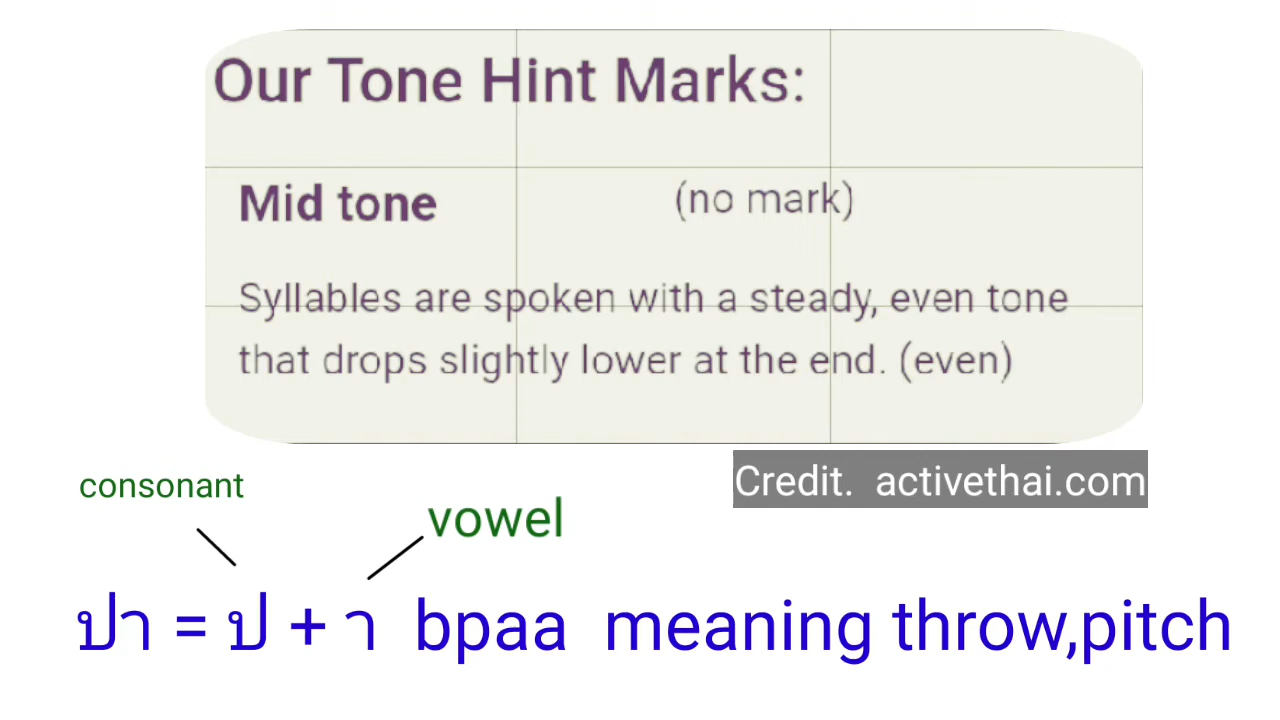 Our Tone Hint Marks:
Mid tone (no mark)
Syllables are spoken with a steady, even tone
that drops slightly lower at the end. (even)
Credit. activethai.com
consonant
vowel
ปา = ป + า bpaa meaning throw,pitch